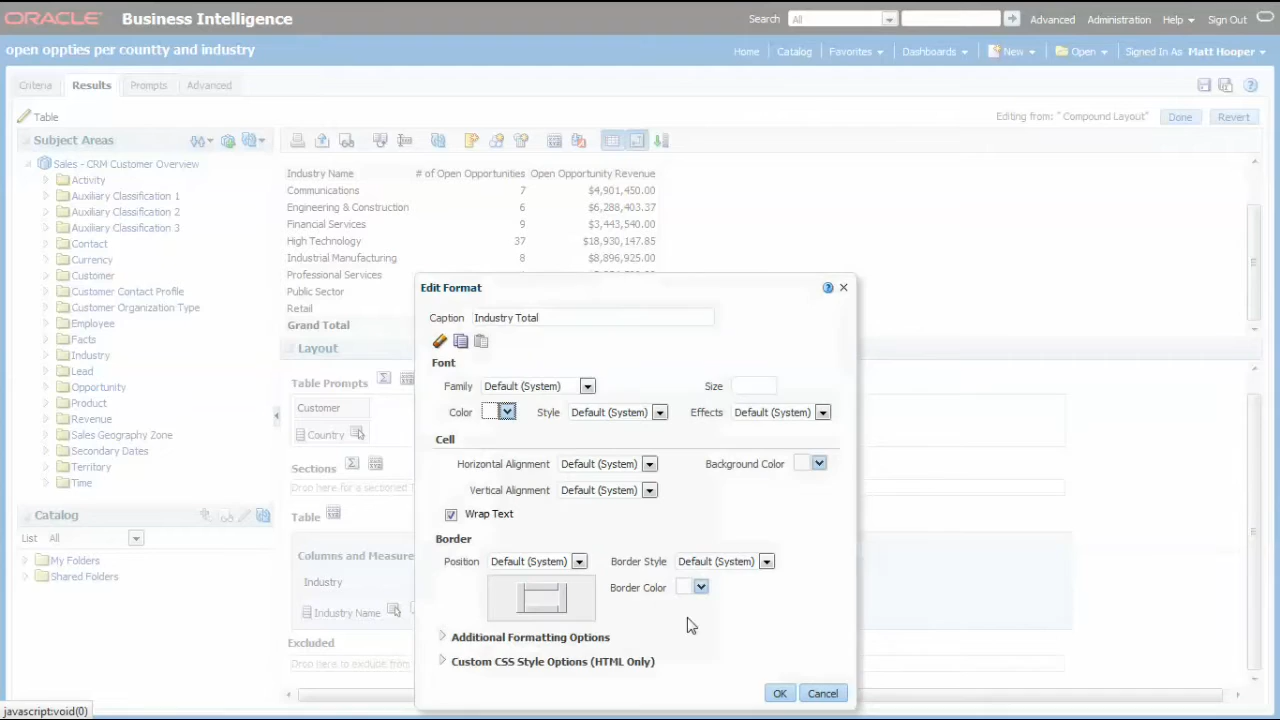 ORACLE Business Intelligence
Search All Advanced Administration Help Sign Out
open oppties per countty and industry
Home Catalog Favorites Dashboards New Open Signed In As Matt Hooper
Criteria Results Prompts Advanced
Table
Editing from: "Compound Layout" Done Revert
Subject Areas
Sales - CRM Customer Overview
Activity
Auxiliary Classification 1
Auxiliary Classification 2
Auxiliary Classification 3
Contact
Currency
Customer
Customer Contact Profile
Customer Organization Type
Employee
Facts
Industry
Lead
Opportunity
Product
Revenue
Sales Geography Zone
Secondary Dates
Territory
Time
Catalog
List All
My Folders
Shared Folders
Industry Name # of Open Opportunities Open Opportunity Revenue
Communications 7 $4,901,450.00
Engineering & Construction 6 $6,288,403.37
Financial Services 9 $3,443,540.00
High Technology 37 $18,930,147.85
Industrial Manufacturing 8 $8,896,925.00
Professional Services
Public Sector
Retail
Grand Total
Layout
Table Prompts
Customer
Country
Sections
Drop here for a sectioned
Table
Columns and Measure
Industry
Industry Name
Excluded
Drop here to exclude from
Edit Format
Caption Industry Total
Font
Family Default (System) Size
Color Style Default (System) Effects Default (System)
Cell
Horizontal Alignment Default (System) Background Color
Vertical Alignment Default (System)
Wrap Text
Border
Position Default (System) Border Style Default (System)
Border Color
Additional Formatting Options
Custom CSS Style Options (HTML Only)
OK Cancel
javascript:void(0)